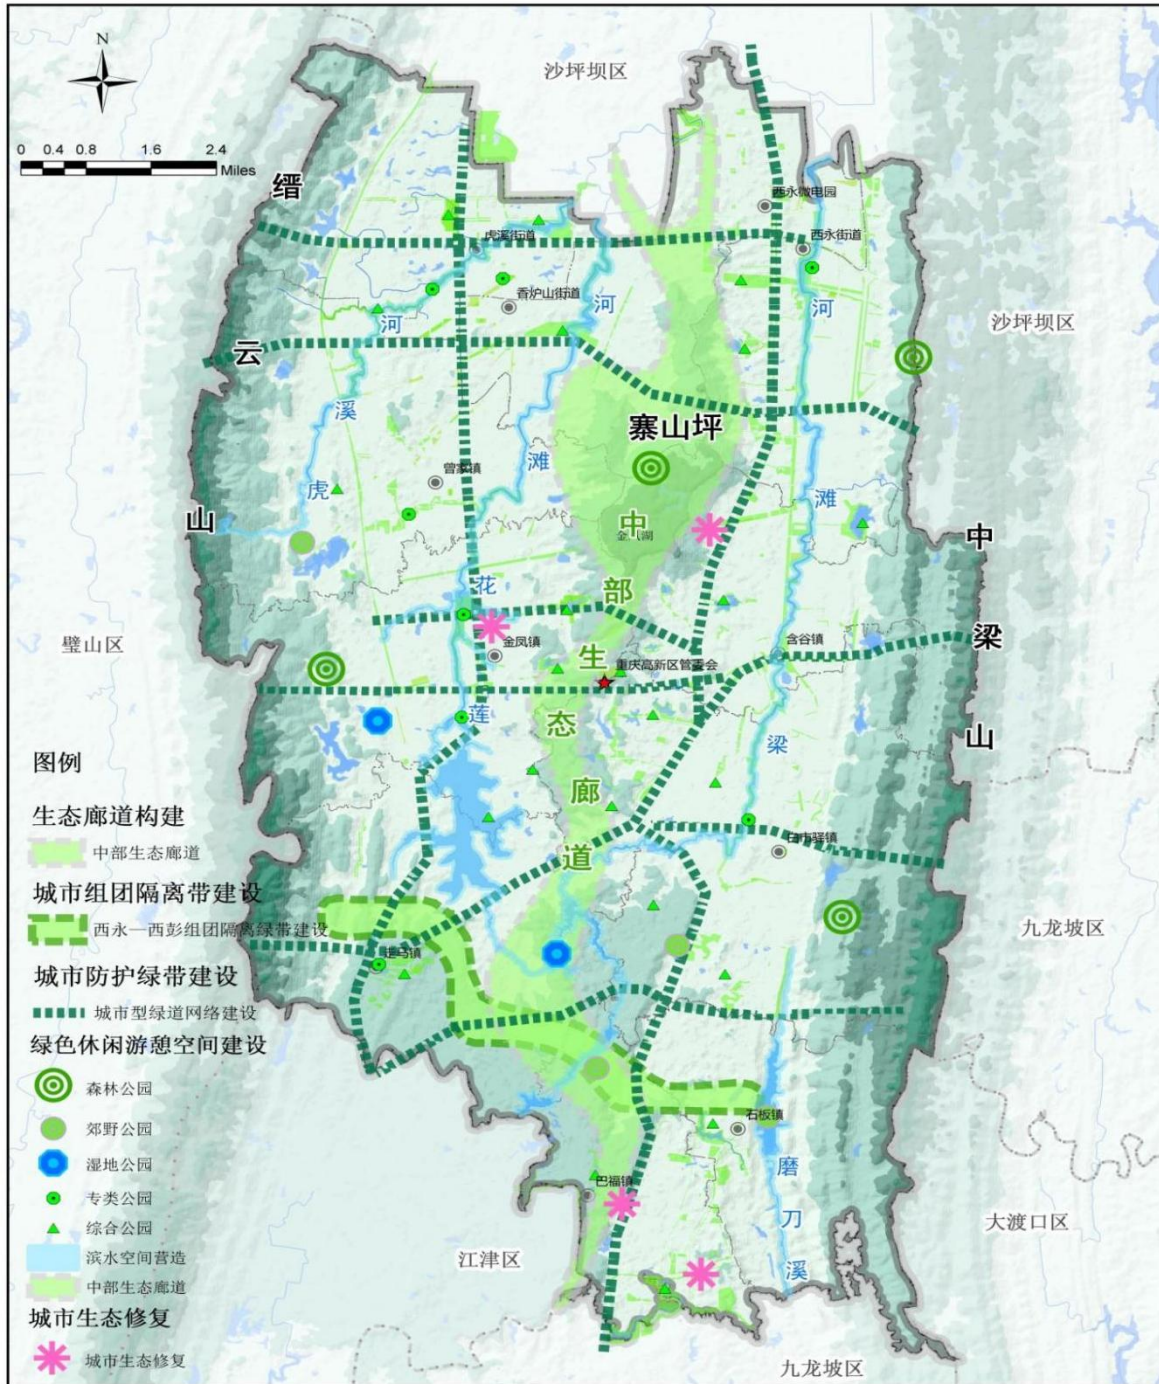 N
沙坪坝区
0 0.4 0.8 1.6 2.4
Miles
缙
云
山
西永微电园
虎溪街道
西永街道
香炉山街道
河
河
河
沙坪坝区
溪
虎
寨山坪
滩
曾家镇
滩
中
部
生
态
廊
道
中
梁
山
花
璧山区
金凤镇
含谷镇
重庆高新区管委会
莲
梁
白市驿镇
九龙坡区
走马镇
石板镇
磨
刀
溪
巴福镇
大渡口区
江津区
九龙坡区
图例
生态廊道构建
中部生态廊道
城市组团隔离带建设
西永—西彭组团隔离绿带建设
城市防护绿带建设
城市型绿道网络建设
绿色休闲游憩空间建设
森林公园
郊野公园
湿地公园
专类公园
综合公园
滨水空间营造
中部生态廊道
城市生态修复
城市生态修复